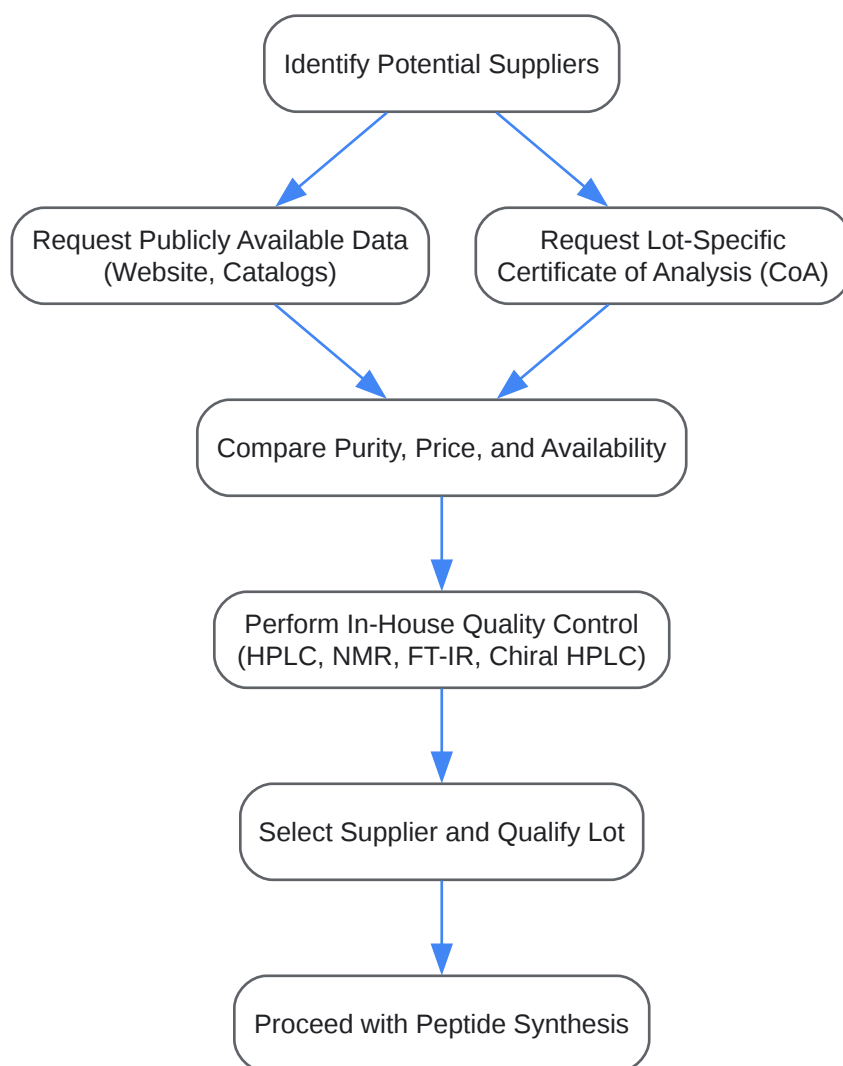 Identify Potential Suppliers
Request Publicly Available Data
(Website, Catalogs)
Request Lot-Specific
Certificate of Analysis (CoA)
Compare Purity, Price, and Availability
Perform In-House Quality Control
(HPLC, NMR, FT-IR, Chiral HPLC)
Select Supplier and Qualify Lot
Proceed with Peptide Synthesis